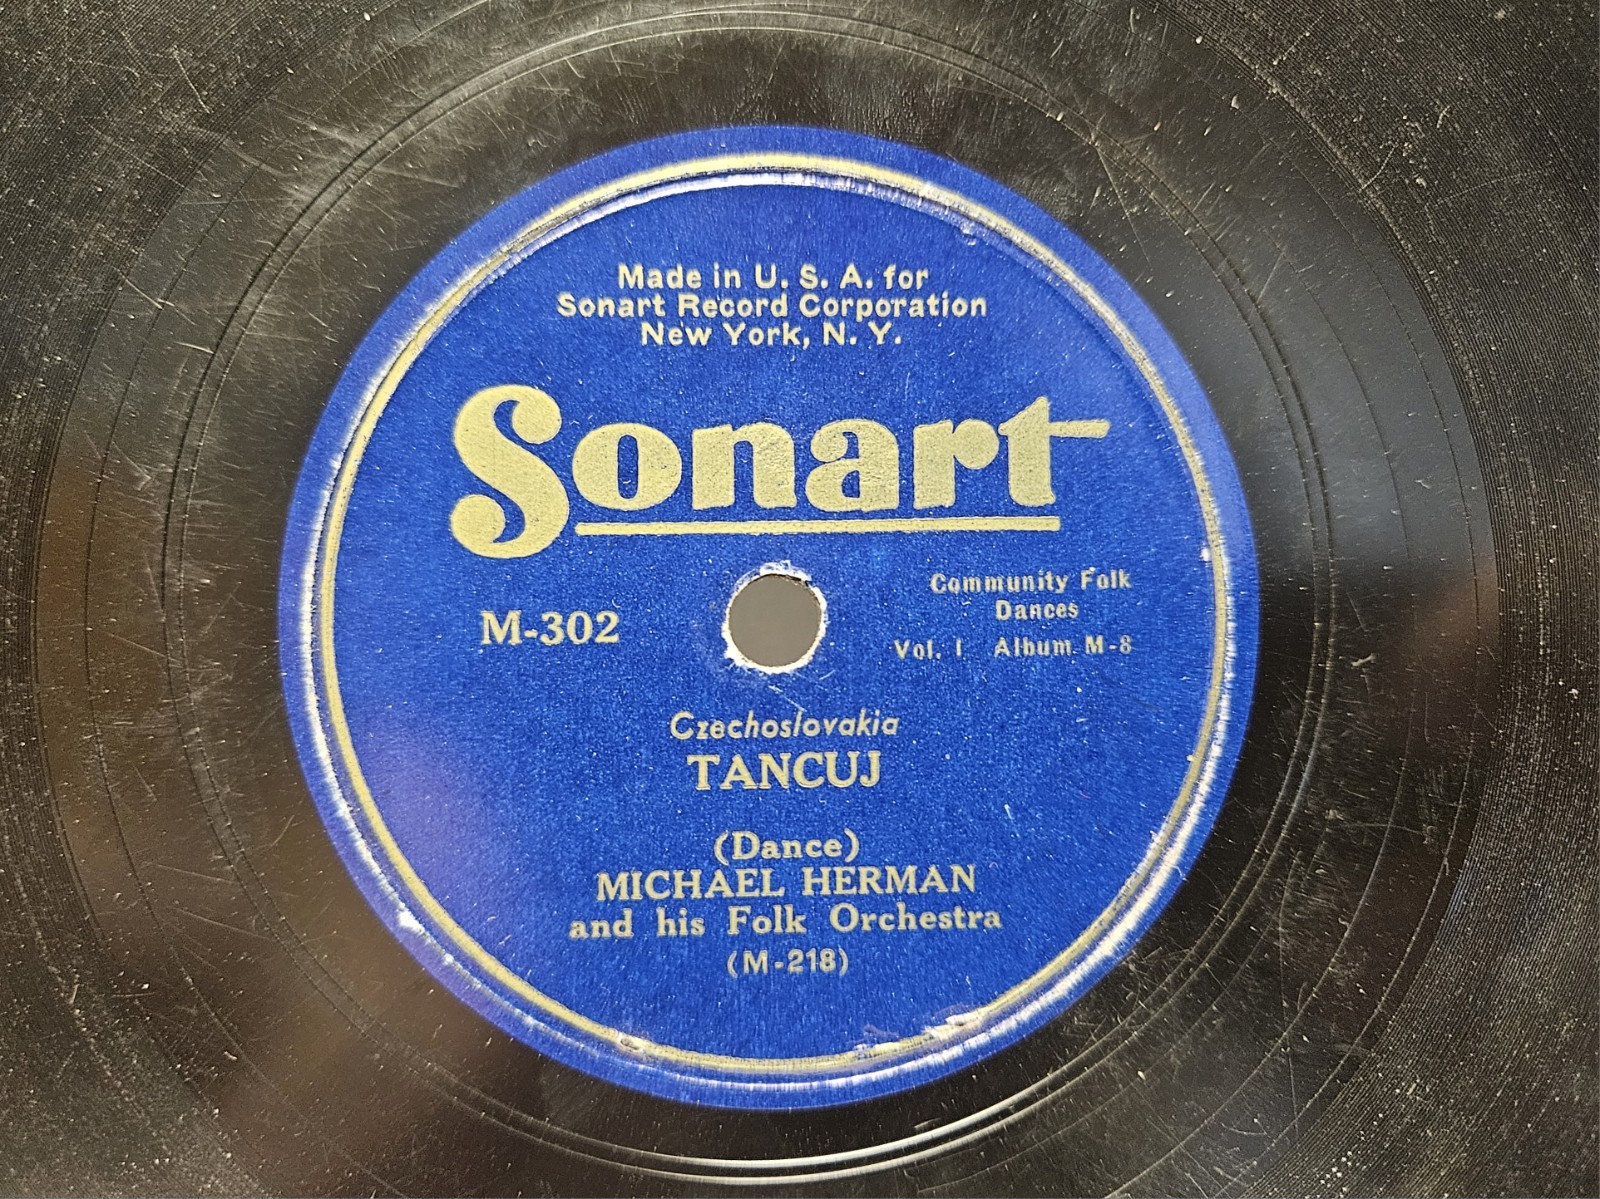 Made in U. S. A. for
Sonart Record Corporation
New York, N. Y.
Sonart
M-302
Community Folk
Dances
Vol. I Album M-8
Czechoslovakia
TANCUJ
(Dance)
MICHAEL HERMAN
and his Folk Orchestra
(M-218)